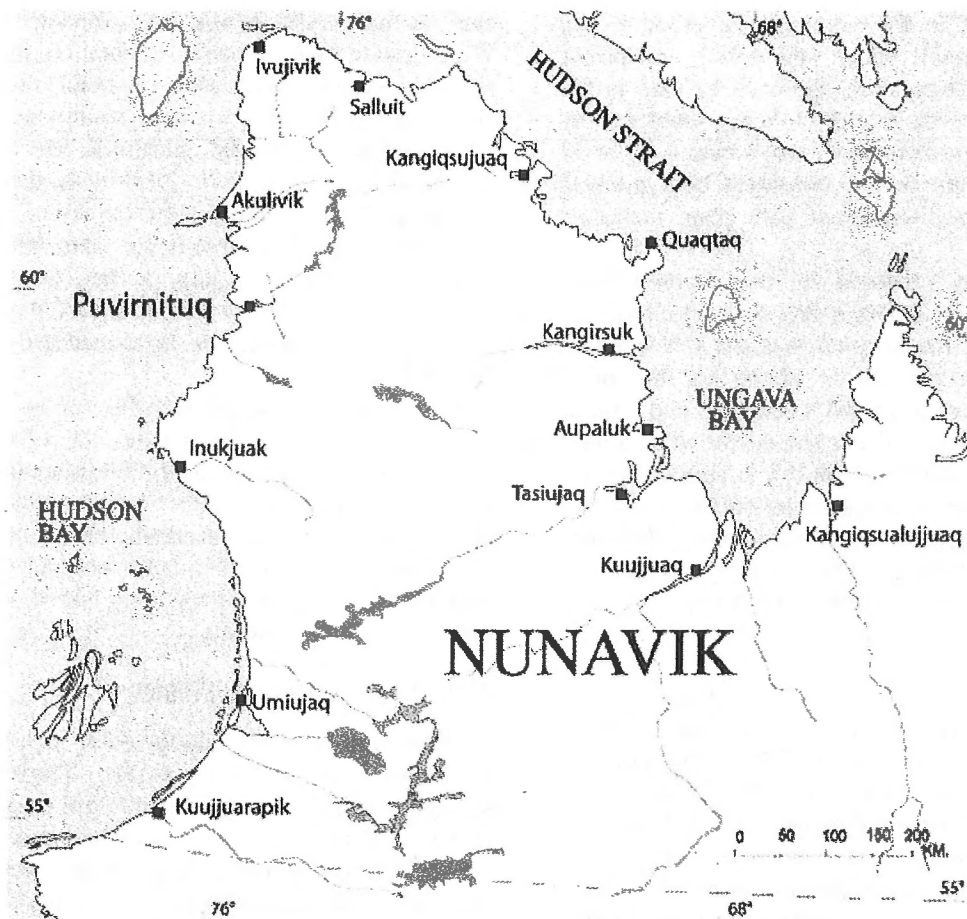 76°
68°
Ivujivik
Salluit
HUDSON STRAIT
Kangiqsujuaq
Akulivik
Quaqtaq
60°
Puvirnituq
60°
Kangirsuk
UNGAVA
BAY
Aupaluk
Inukjuak
Tasiujaq
HUDSON
BAY
Kangiqsualujjuaq
Kuujjuaq
NUNAVIK
Umiujaq
55°
Kuujjuarapik
0 50 100 150 200
KM.
55°
76°
68°